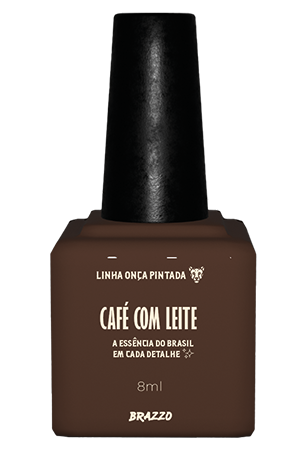 LINHA ONÇA PINTADA
CAFÉ COM LEITE
A ESSÊNCIA DO BRASIL
EM CADA DETALHE
8ml
BRAZZO